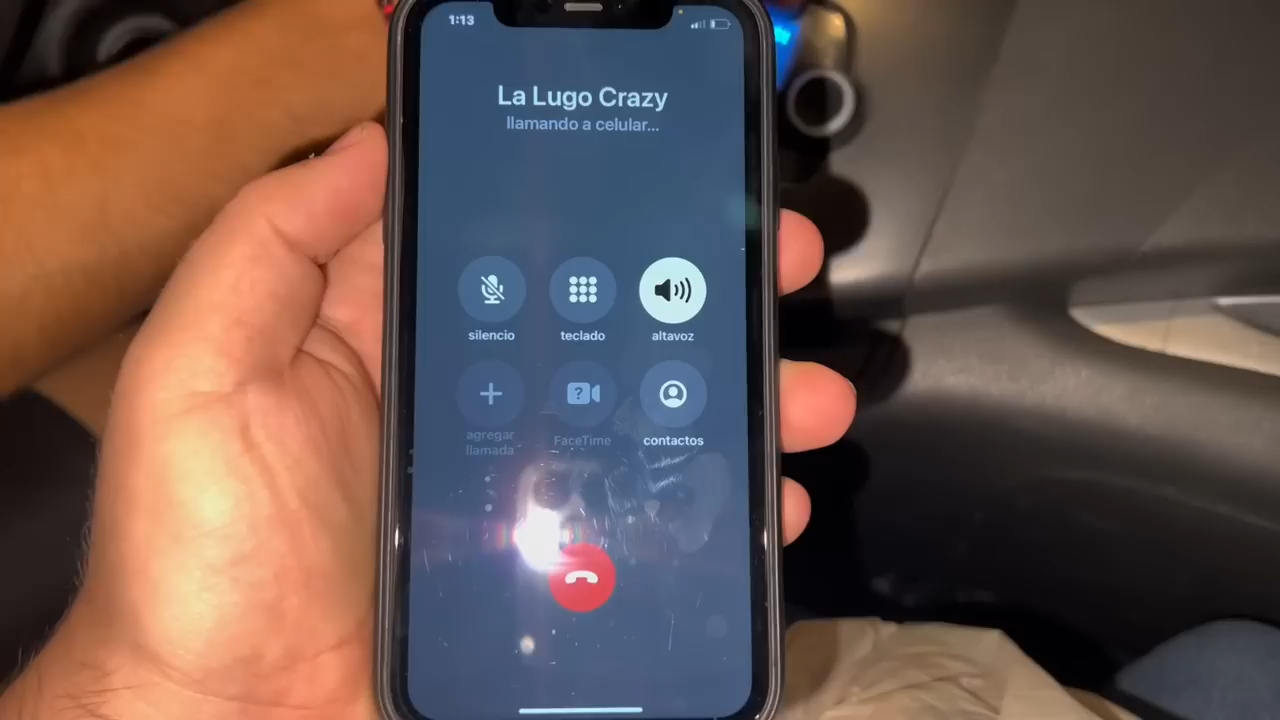 1:13
La Lugo Crazy
llamando a celular...
silencio
teclado
altavoz
agregar
llamada
FaceTime
contactos